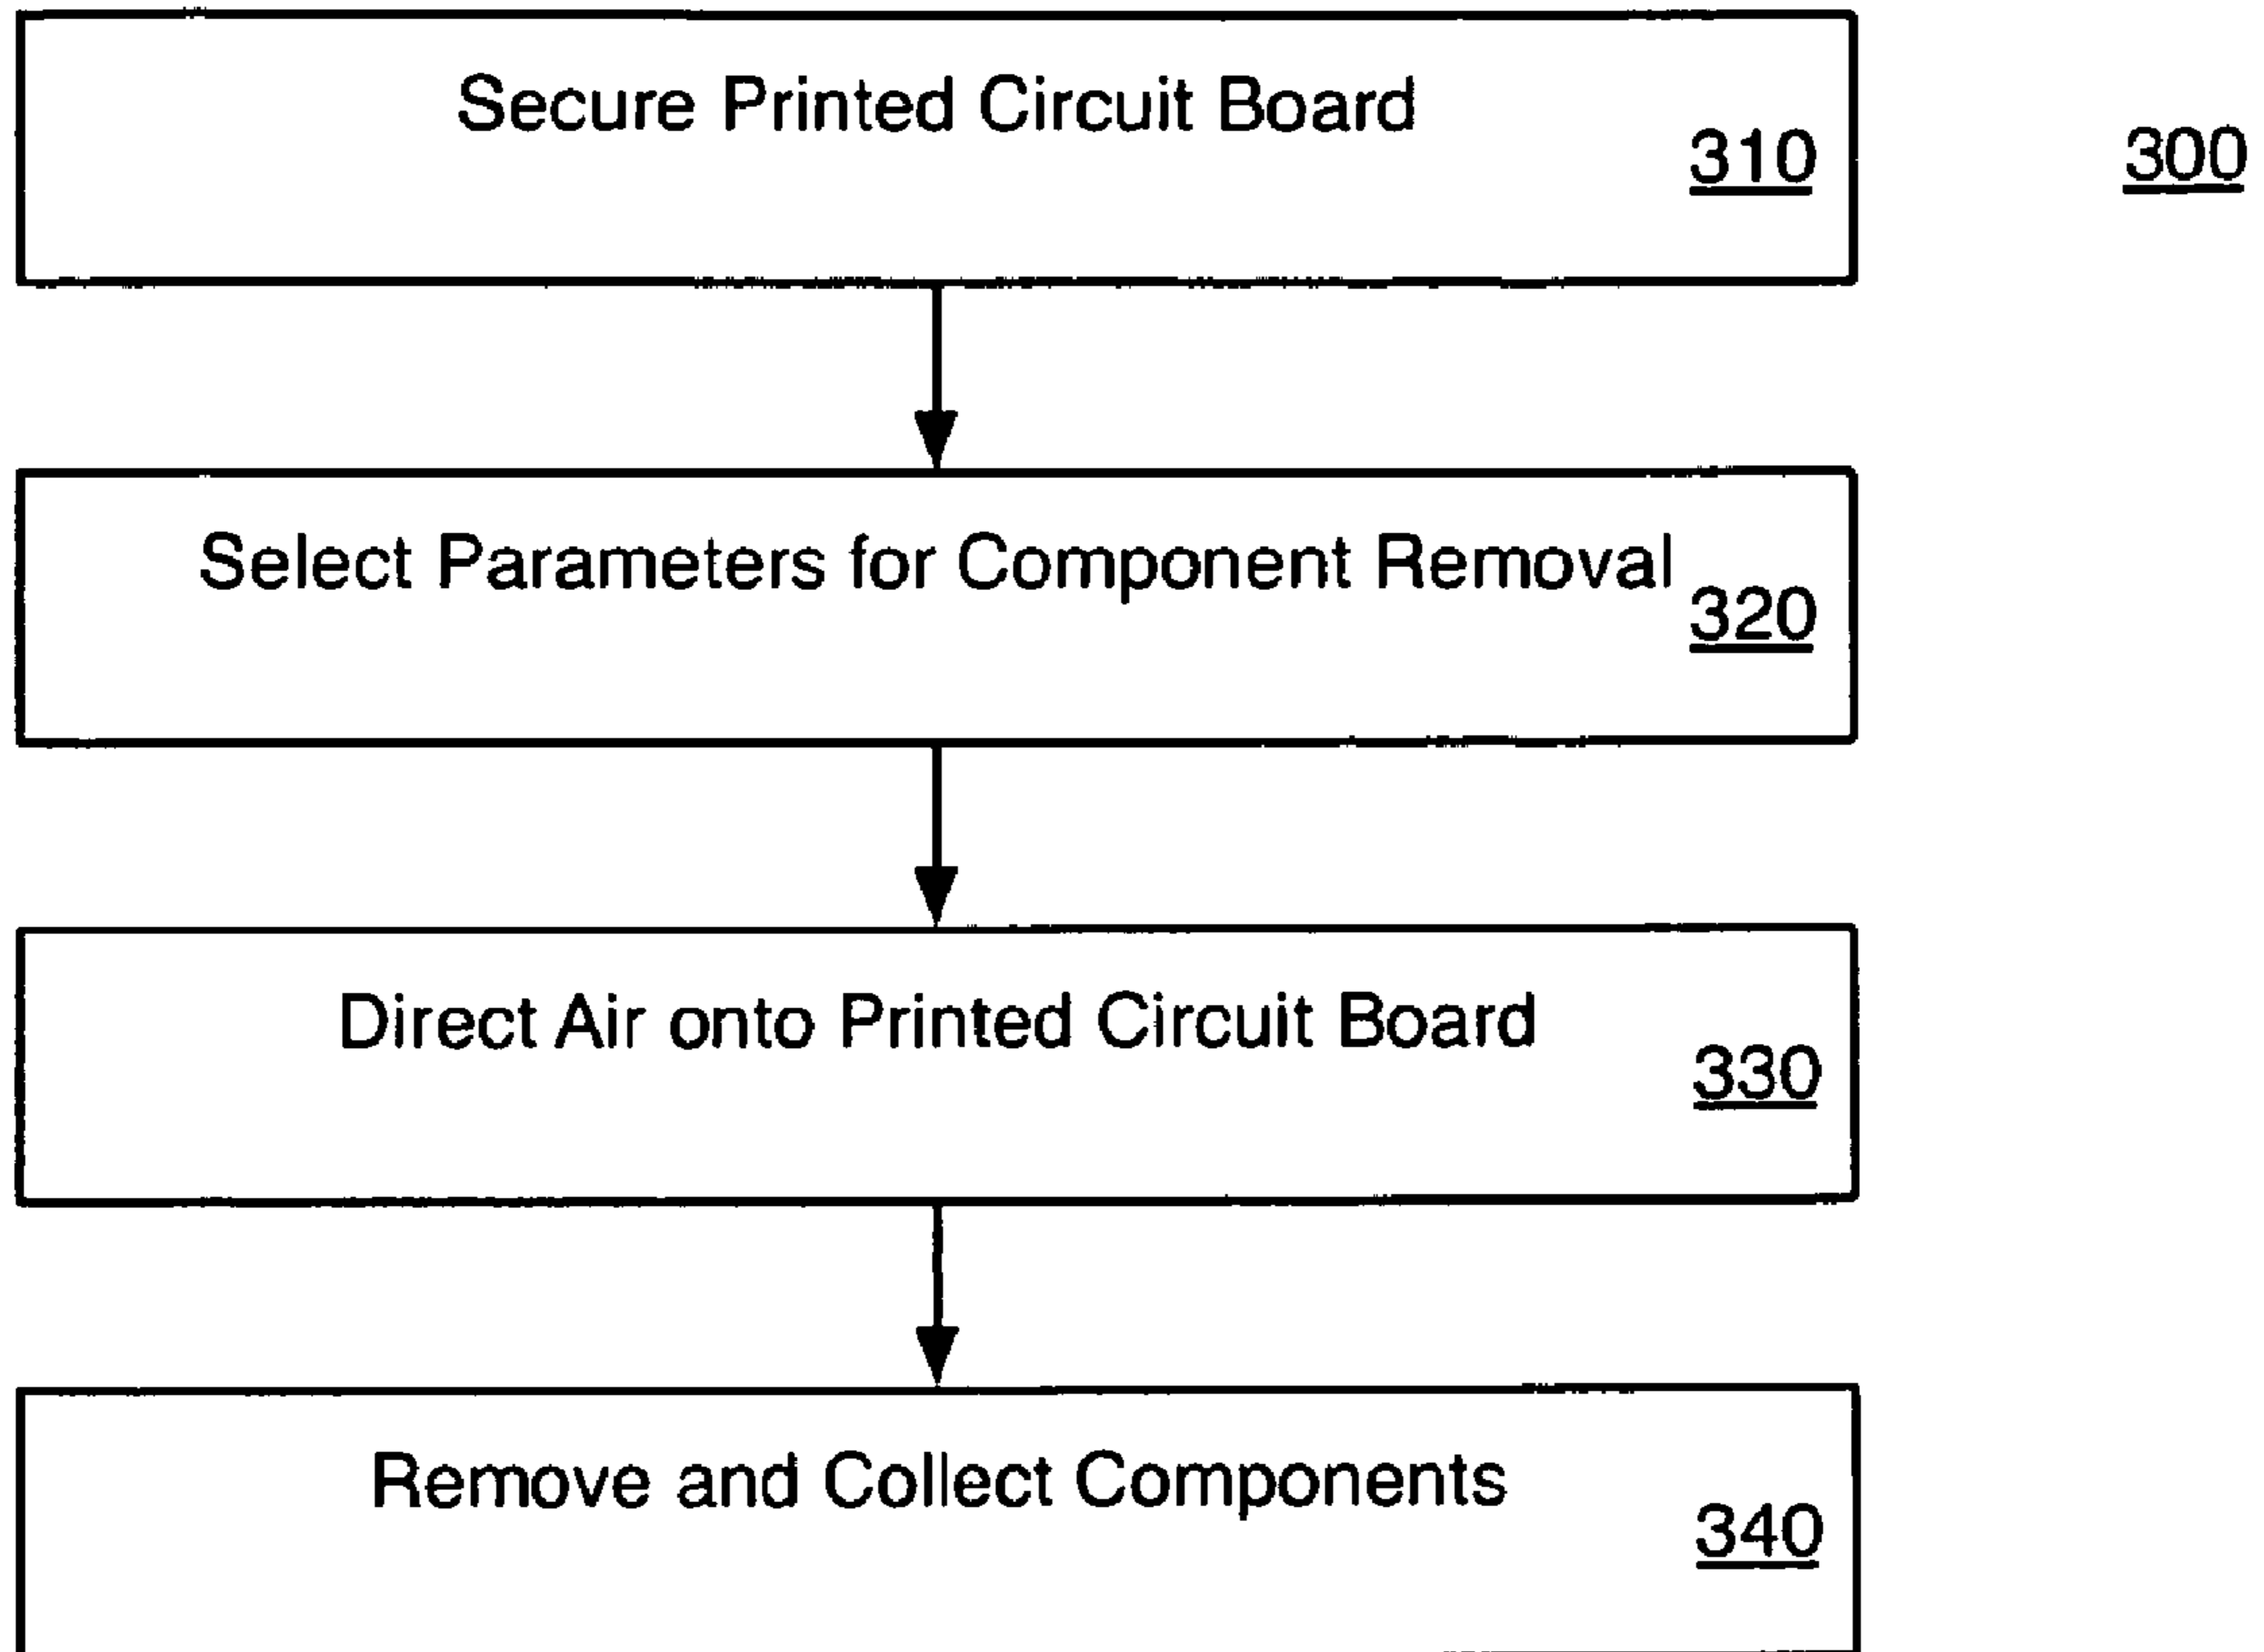 Secure Printed Circuit Board
310
300
Select Parameters for Component Removal
320
Direct Air onto Printed Circuit Board
330
Remove and Collect Components
340